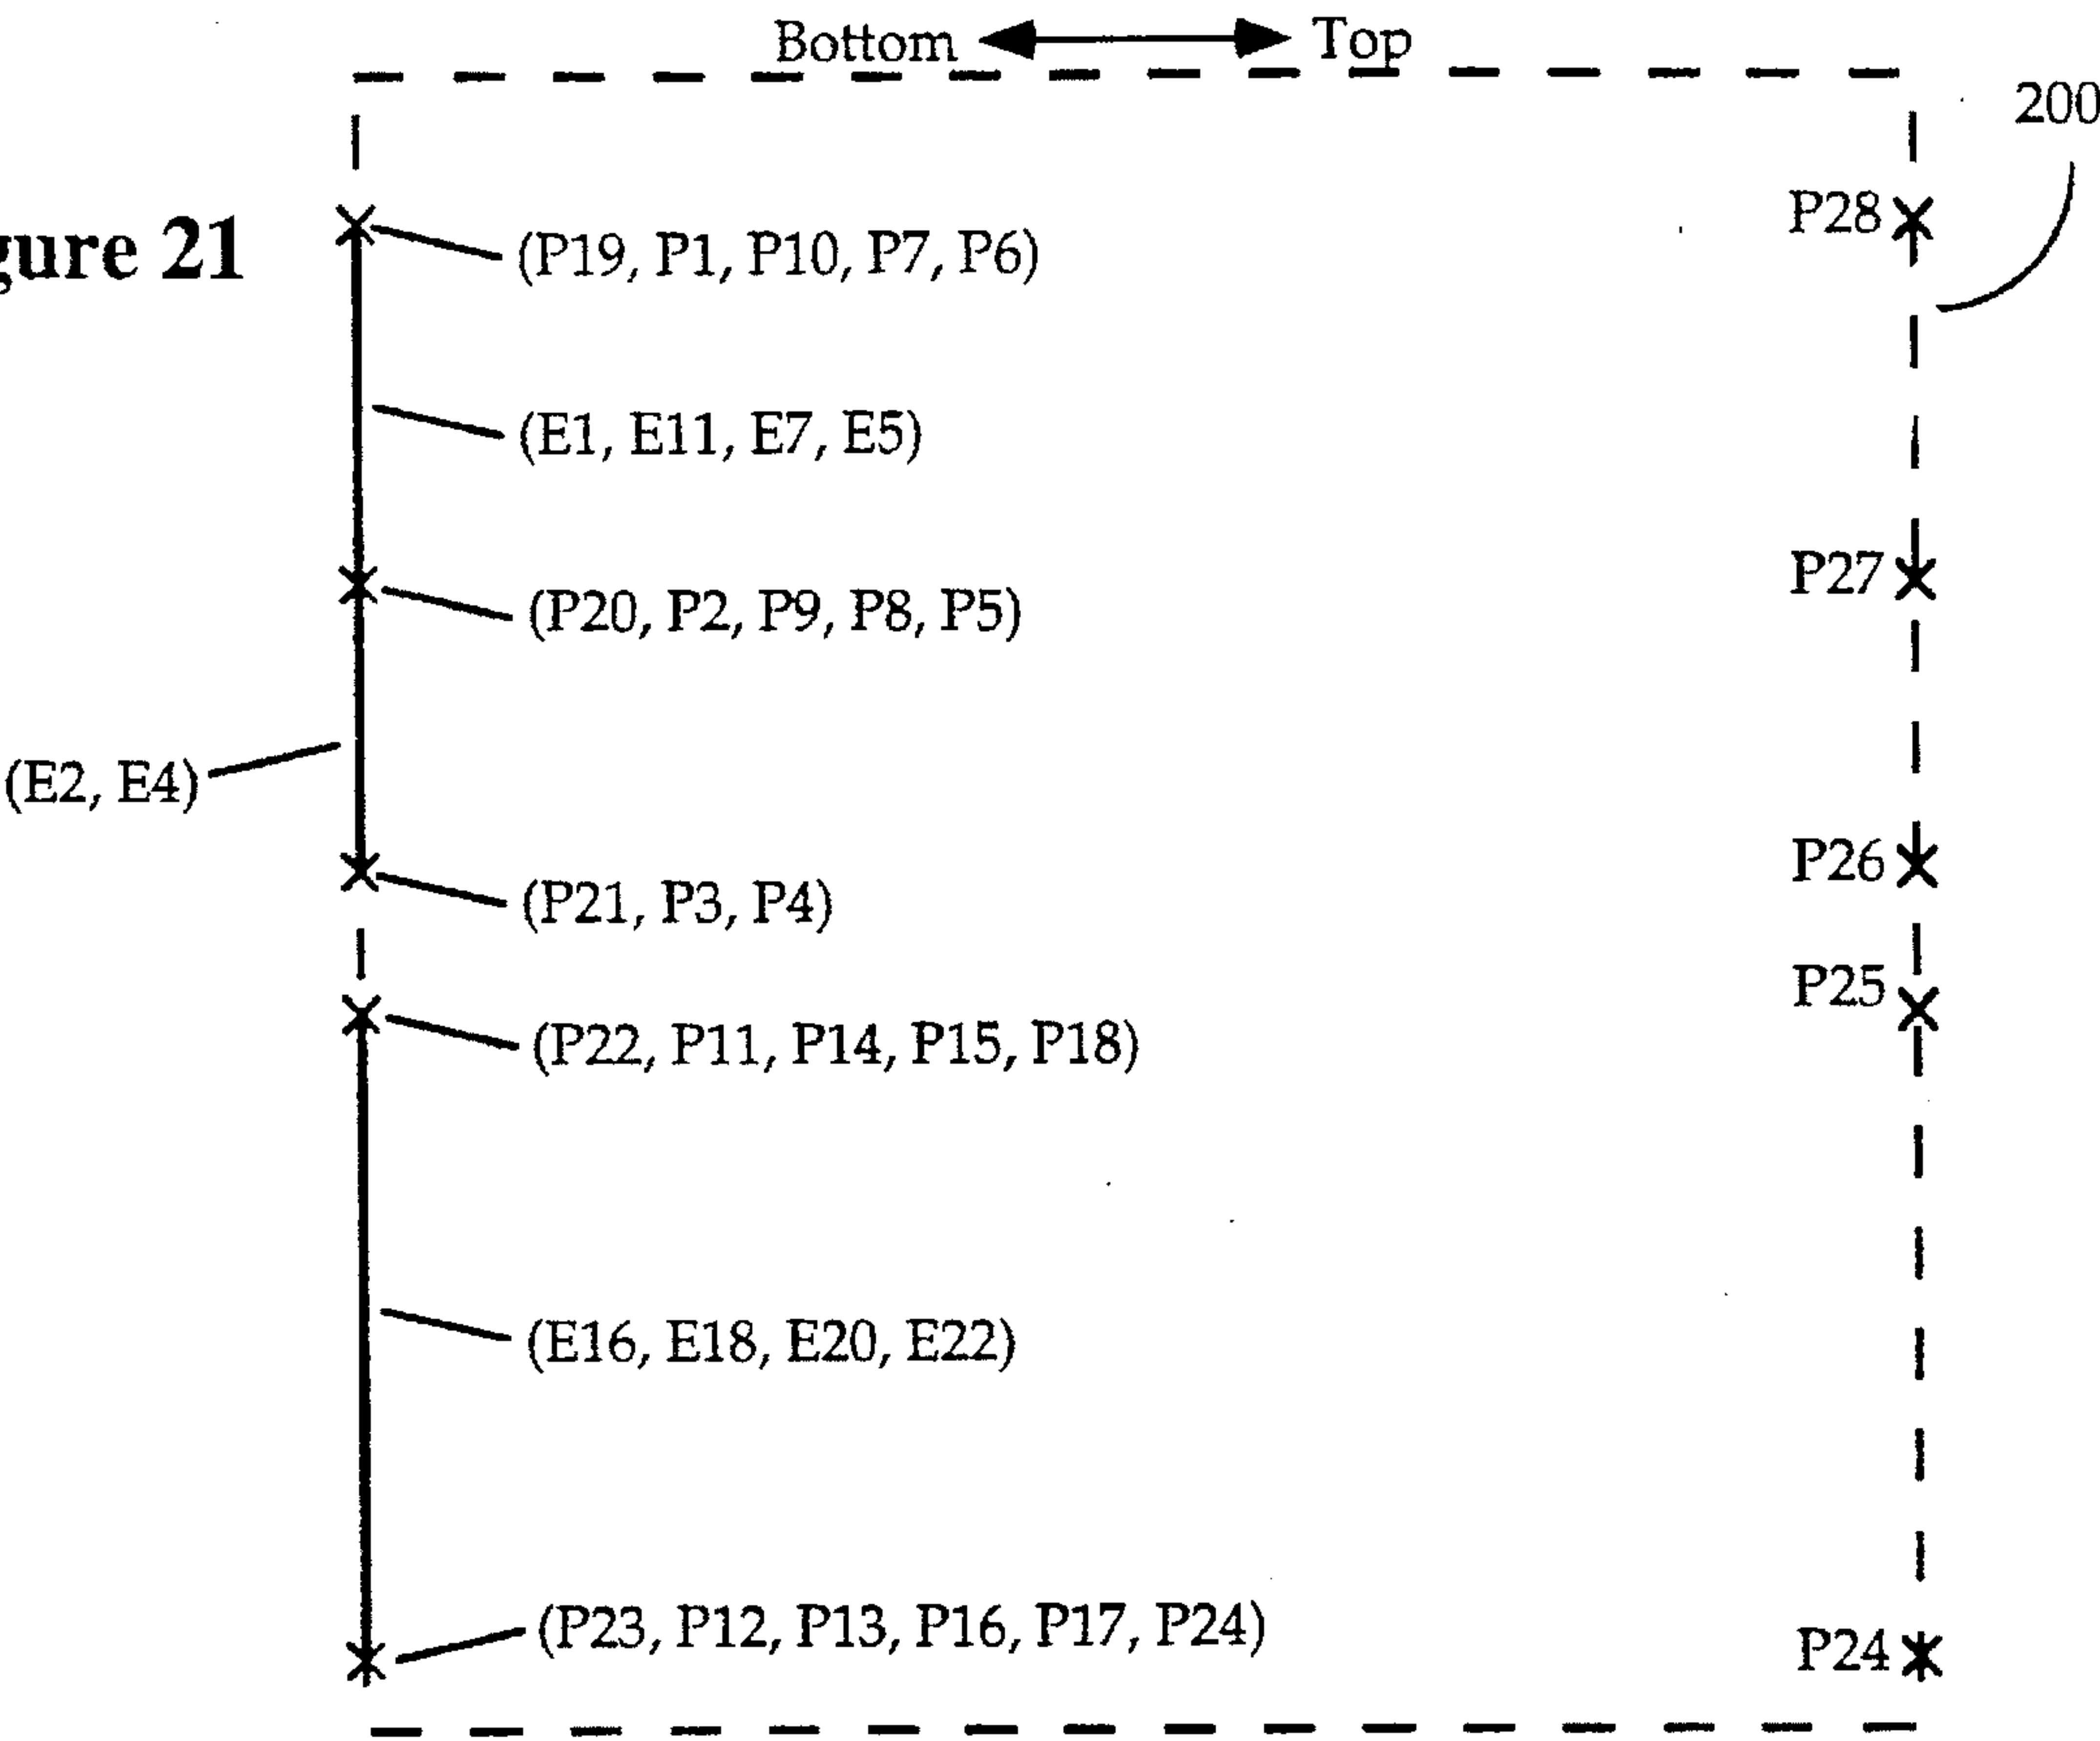 Bottom Top
200
gure 21
(P19, P1, P10, P7, P6)
P28
(E1, E11, E7, E5)
(P20, P2, P9, P8, P5)
P27
(E2, E4)
(P21, P3, P4)
P26
P25
(P22, P11, P14, P15, P18)
(E16, E18, E20, E22)
(P23, P12, P13, P16, P17, P24)
P24